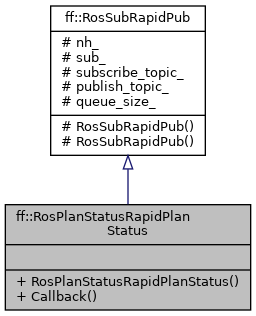 ff::RosSubRapidPub
# nh_
# sub_
# subscribe_topic_
# publish_topic_
# queue_size_
# RosSubRapidPub()
# RosSubRapidPub()
ff::RosPlanStatusRapidPlan
Status
+ RosPlanStatusRapidPlanStatus()
+ Callback()